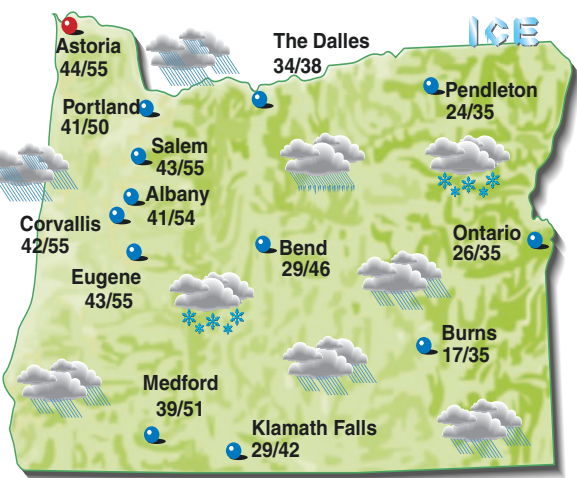 ICE
Astoria
44/55
The Dalles
34/38
Pendleton
24/35
Portland
41/50
Salem
43/55
Albany
41/54
Corvallis
42/55
Ontario
26/35
Bend
29/46
Eugene
43/55
Burns
17/35
Medford
39/51
Klamath Falls
29/42